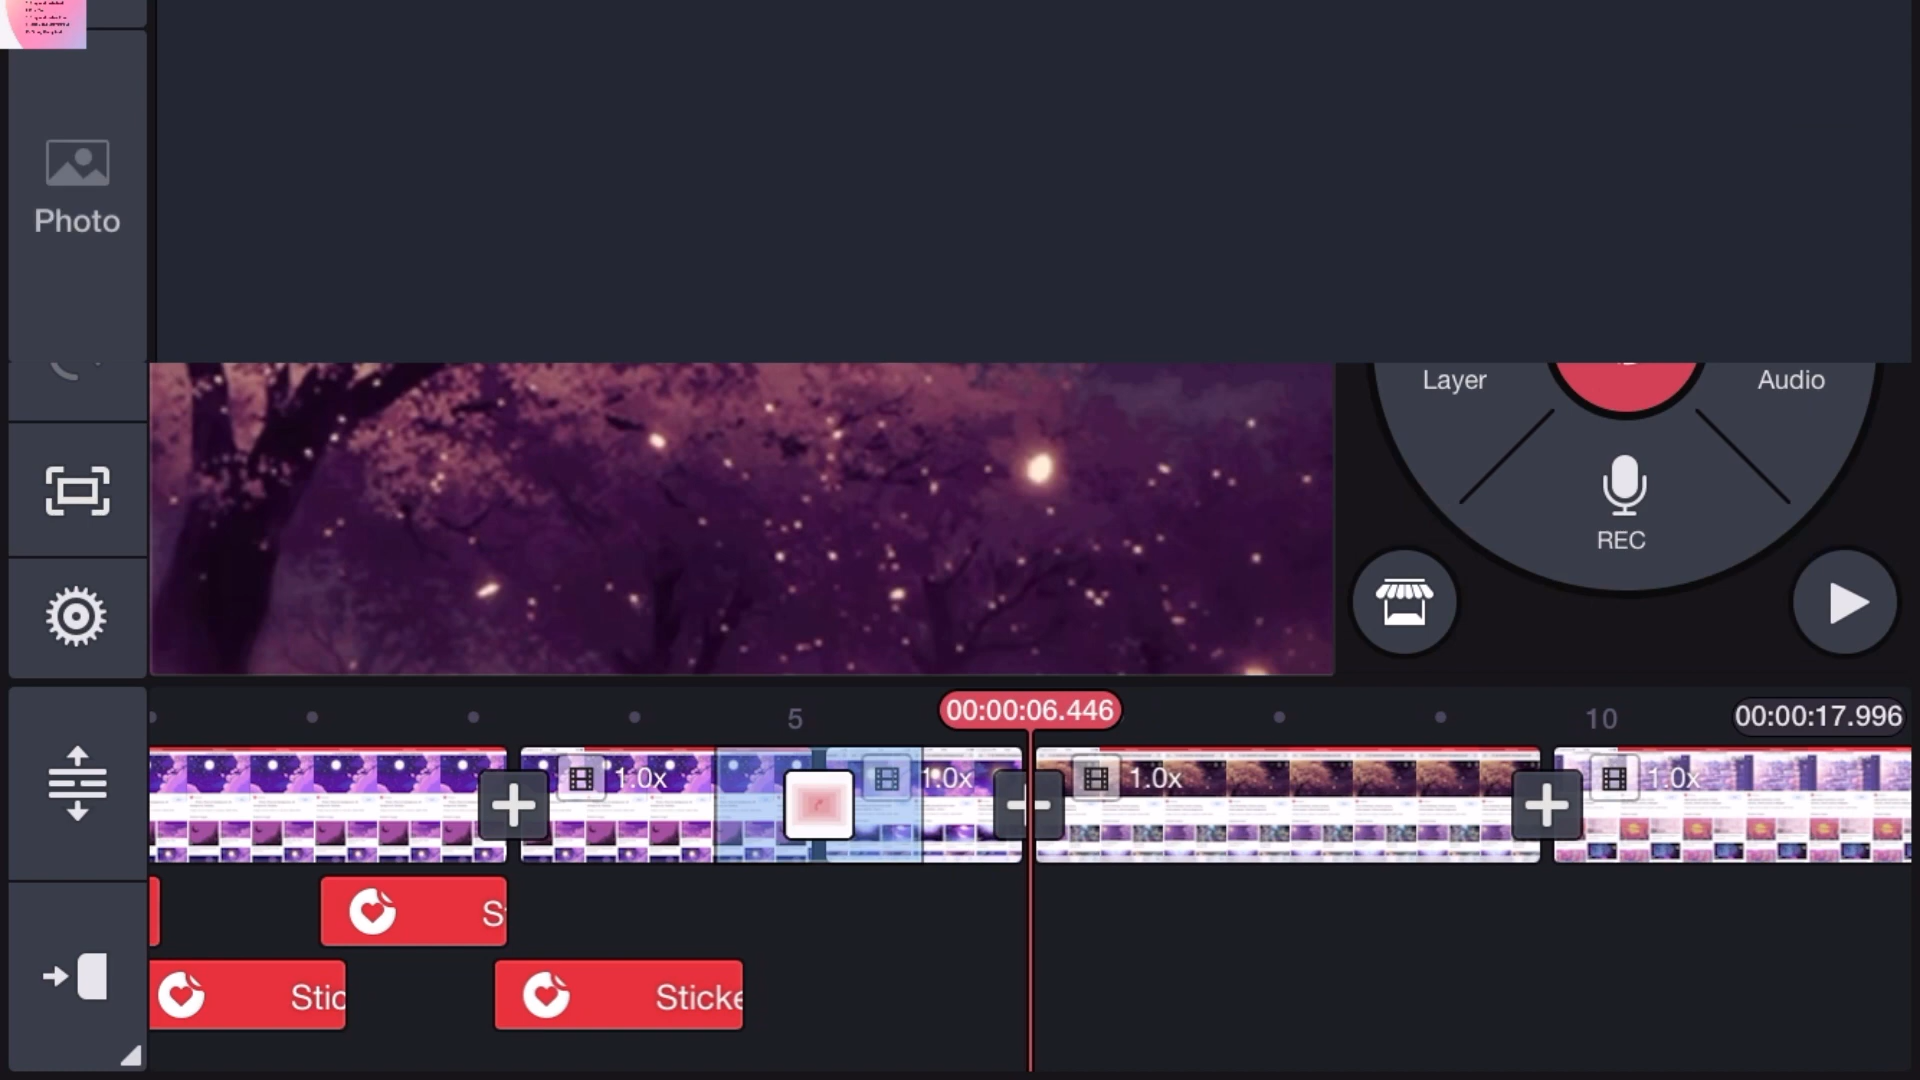 Photo
Layer
Audio
REC
5
00:00:06.446
10
00:00:17.996
1.0x
1.0x
1.0x
1.0x
S
Stic
Sticke